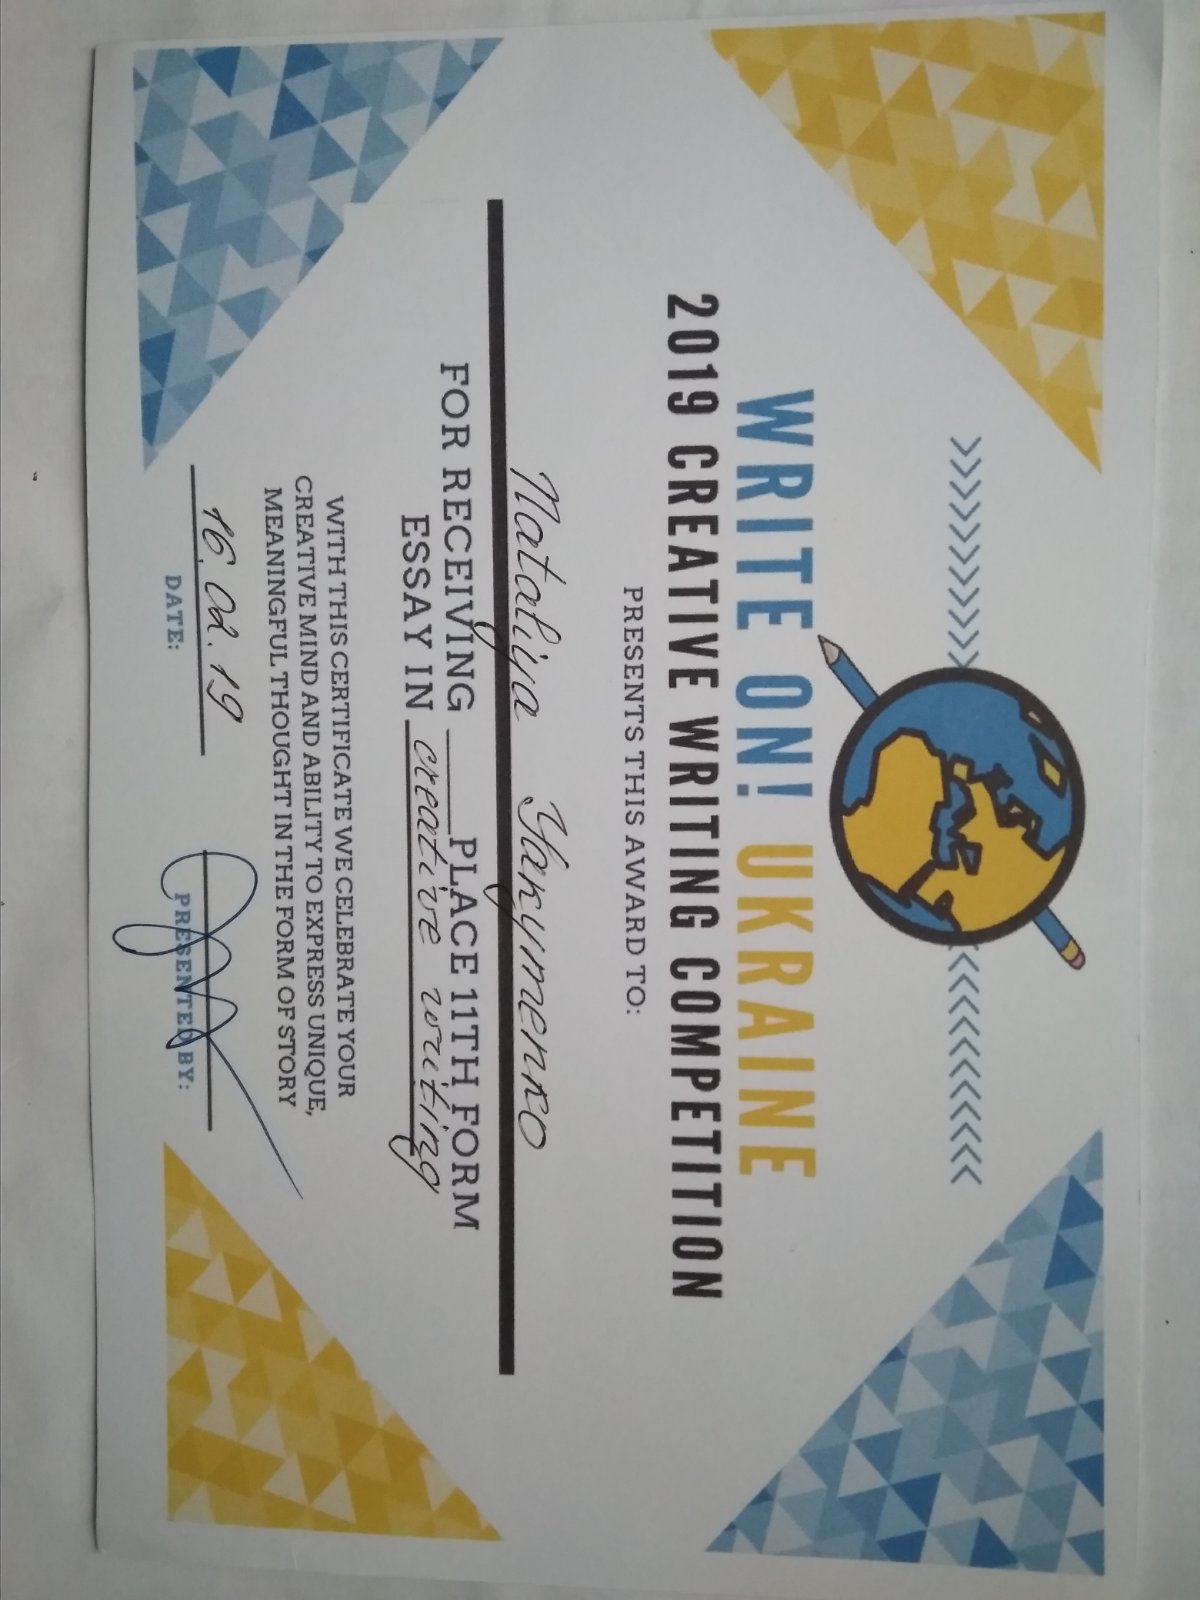 WRITE ON! UKRAINE
2019 CREATIVE WRITING COMPETITION
PRESENTS THIS AWARD TO:
Nataliya Yakymenko
FOR RECEIVING ____ PLACE 11TH FORM
ESSAY IN creative writing
WITH THIS CERTIFICATE WE CELEBRATE YOUR
CREATIVE MIND AND ABILITY TO EXPRESS UNIQUE,
MEANINGFUL THOUGHT IN THE FORM OF STORY
16.02.19
DATE:
PRESENTED BY: